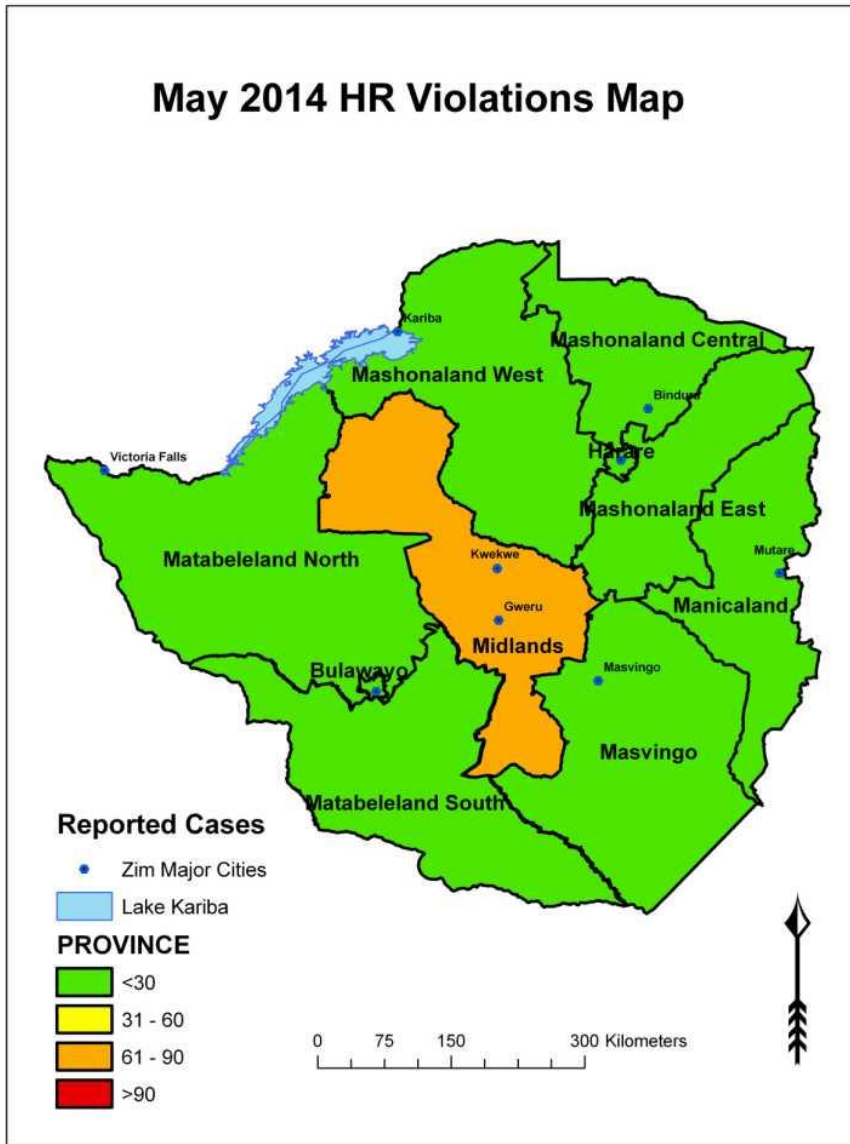 May 2014 HR Violations Map
Kariba
Mashonaland Central
Mashonaland West
Bindura
Victoria Falls
Harare
Mashonaland East
Matabeleland North
Kwekwe
Mutare
Gweru
Manicaland
Midlands
Bulawayo
Masvingo
Masvingo
Matabeleland South
Reported Cases
Zim Major Cities
Lake Kariba
PROVINCE
<30
31 - 60
61 - 90
>90
0 75 150 300 Kilometers